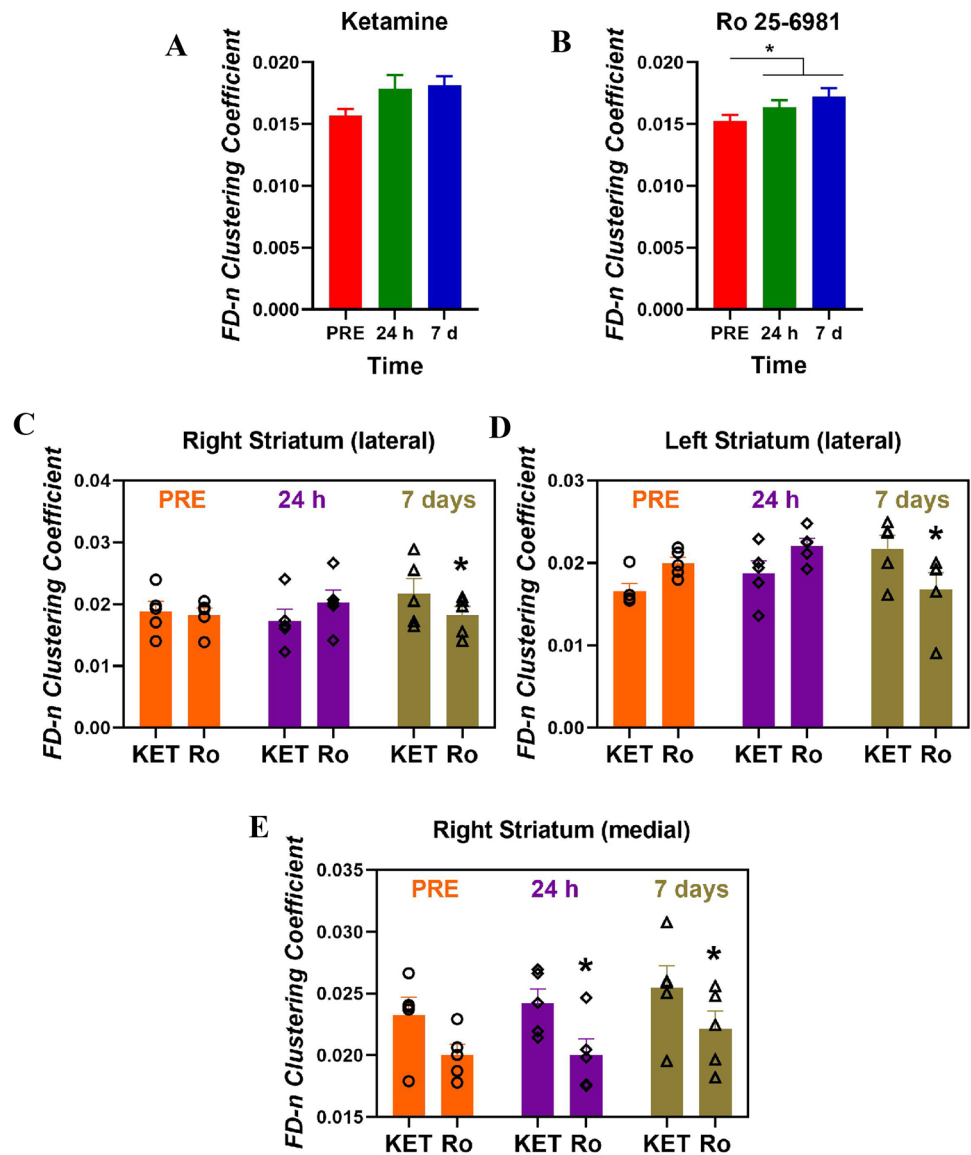 A
Ketamine
FD-n Clustering Coefficient
0.020
0.015
0.010
0.005
0.000
PRE 24 h 7 d
Time
B
Ro 25-6981
*
FD-n Clustering Coefficient
0.020
0.015
0.010
0.005
0.000
PRE 24 h 7 d
Time
C
Right Striatum (lateral)
FD-n Clustering Coefficient
0.04
0.03
0.02
0.01
0.00
PRE 24 h 7 days
*
KET Ro KET Ro KET Ro
D
Left Striatum (lateral)
FD-n Clustering Coefficient
0.03
0.02
0.01
0.00
PRE 24 h 7 days
*
KET Ro KET Ro KET Ro
E
Right Striatum (medial)
FD-n Clustering Coefficient
0.035
0.030
0.025
0.020
0.015
PRE 24 h 7 days
* *
KET Ro KET Ro KET Ro